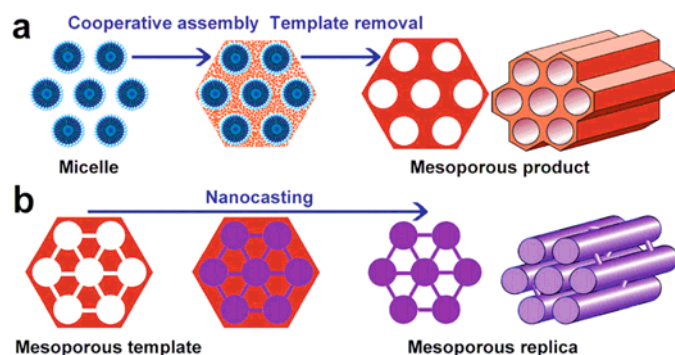 a
Cooperative assembly Template removal
Micelle
Mesoporous product
b
Nanocasting
Mesoporous template
Mesoporous replica